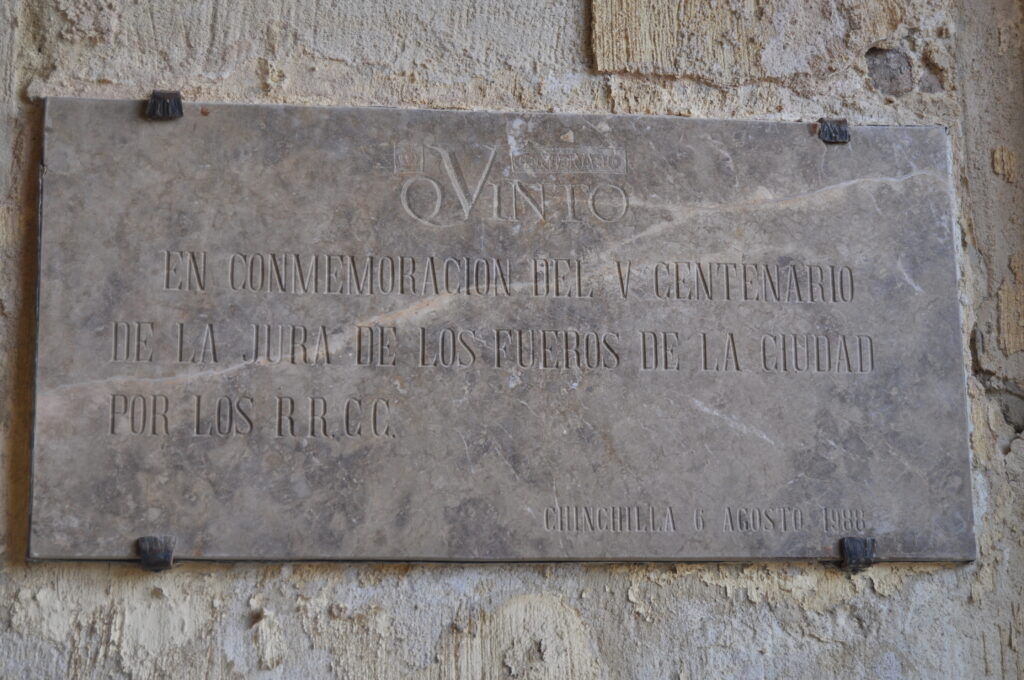 CENTENARIO
QVINTO
EN CONMEMORACION DEL V CENTENARIO
DE LA JURA DE LOS FUEROS DE LA CIUDAD
POR LOS R.R.C.C.
CHINCHILLA 6 AGOSTO 1988